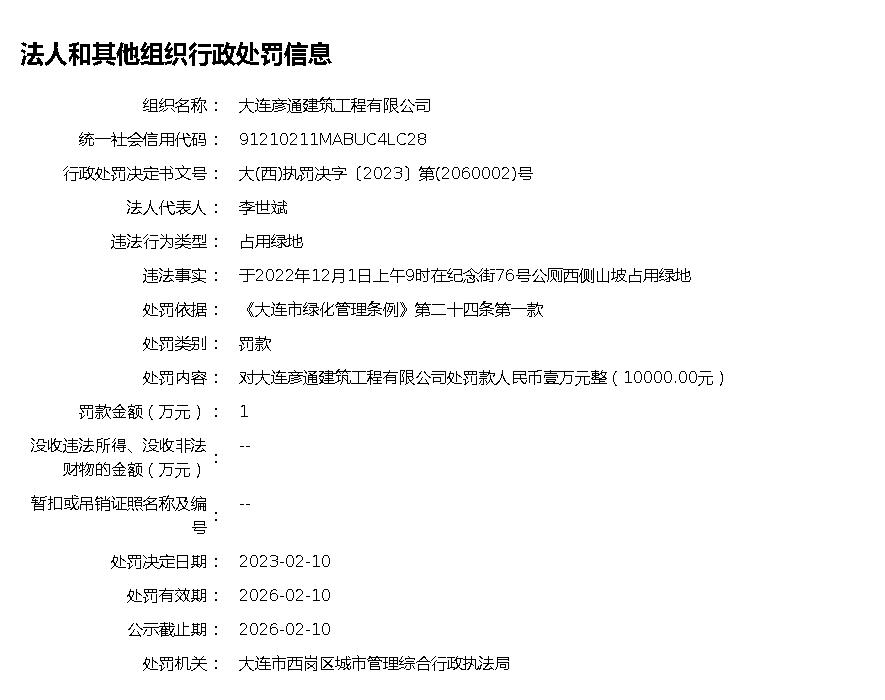 法人和其他组织行政处罚信息
组织名称： 大连彦通建筑工程有限公司
统一社会信用代码： 91210211MABUC4LC28
行政处罚决定书文号： 大(西)执罚决字〔2023〕第(2060002)号
法人代表人： 李世斌
违法行为类型： 占用绿地
违法事实： 于2022年12月1日上午9时在纪念街76号公厕西侧山坡占用绿地
处罚依据： 《大连市绿化管理条例》第二十四条第一款
处罚类别： 罚款
处罚内容： 对大连彦通建筑工程有限公司处罚款人民币壹万元整（10000.00元）
罚款金额（万元）： 1
没收违法所得、没收非法
财物的金额（万元）： --
暂扣或吊销证照名称及编
号： --
处罚决定日期： 2023-02-10
处罚有效期： 2026-02-10
公示截止期： 2026-02-10
处罚机关： 大连市西岗区城市管理综合行政执法局